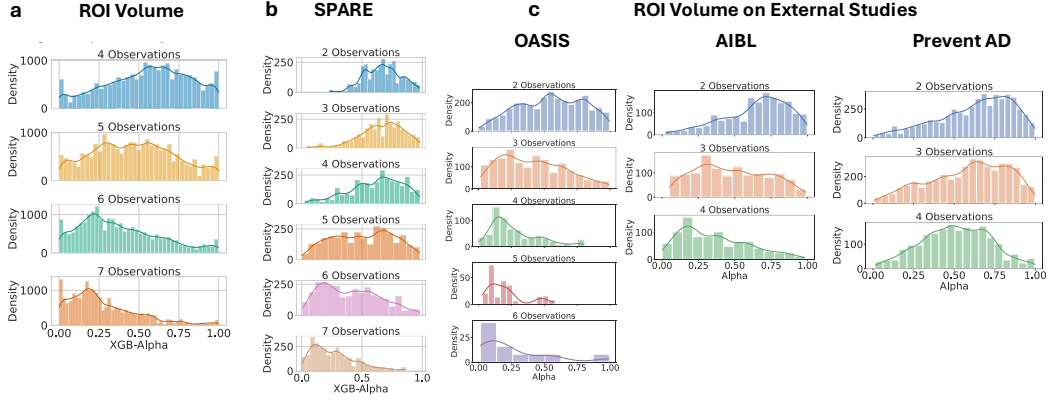 a ROI Volume
4 Observations
Density
1000
0
5 Observations
Density
1000
0
6 Observations
Density
1000
0
7 Observations
Density
1000
0
0.00 0.25 0.50 0.75 1.00
XGB-Alpha
b SPARE
2 Observations
Density
250
0
3 Observations
Density
250
0
4 Observations
Density
250
0
5 Observations
Density
250
0
6 Observations
Density
250
0
7 Observations
Density
250
0
0.0 0.5 1.0
XGB-Alpha
c ROI Volume on External Studies
OASIS
2 Observations
Density
200
0
3 Observations
Density
100
0
4 Observations
Density
100
0
5 Observations
Density
50
0
6 Observations
Density
25
0
0.00 0.25 0.50 0.75 1.00
Alpha
AIBL
2 Observations
Density
100
0
3 Observations
Density
100
0
4 Observations
Density
100
0
0.00 0.25 0.50 0.75 1.00
Alpha
Prevent AD
2 Observations
Density
250
0
3 Observations
Density
200
0
4 Observations
Density
100
0
0.00 0.25 0.50 0.75 1.00
Alpha